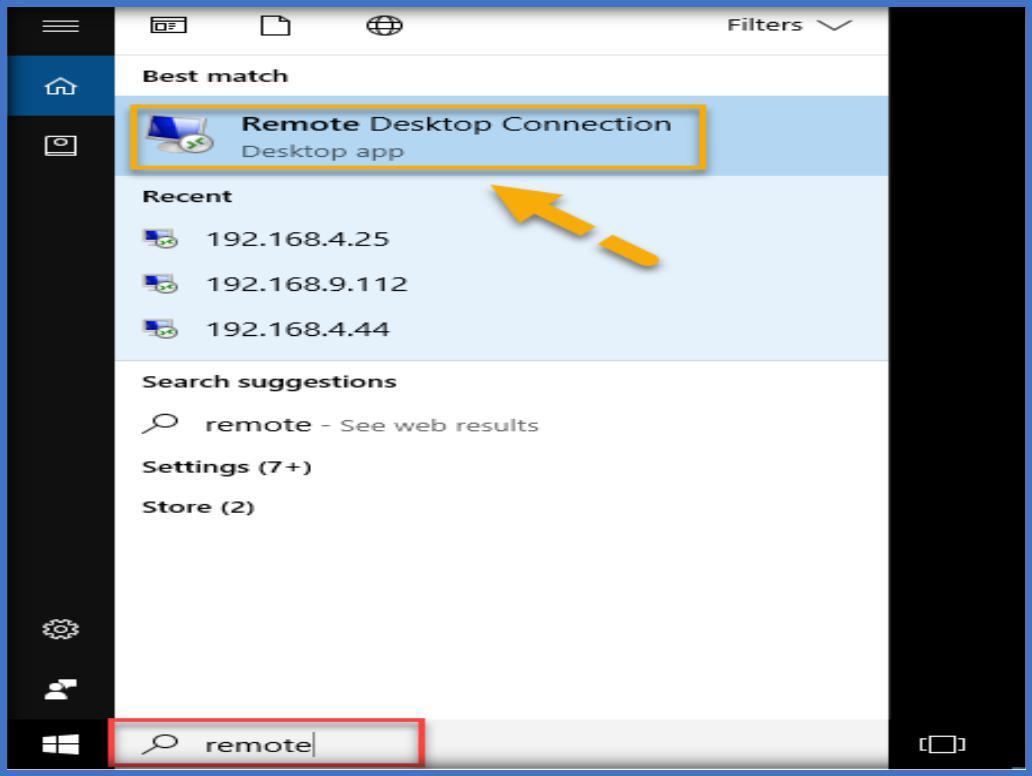 Filters
Best match
Remote Desktop Connection
Desktop app
Recent
192.168.4.25
192.168.9.112
192.168.4.44
Search suggestions
remote - See web results
Settings (7+)
Store (2)
remote